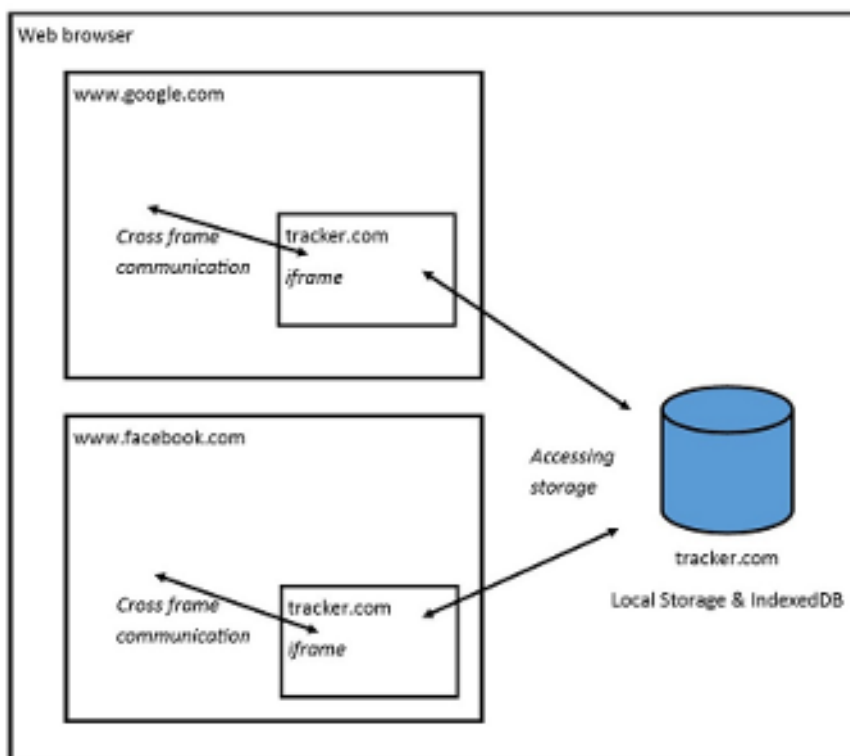 Web browser
www.google.com
Cross frame
communication
tracker.com
iframe
www.facebook.com
Accessing
storage
tracker.com
Local Storage & IndexedDB
Cross frame
communication
tracker.com
iframe